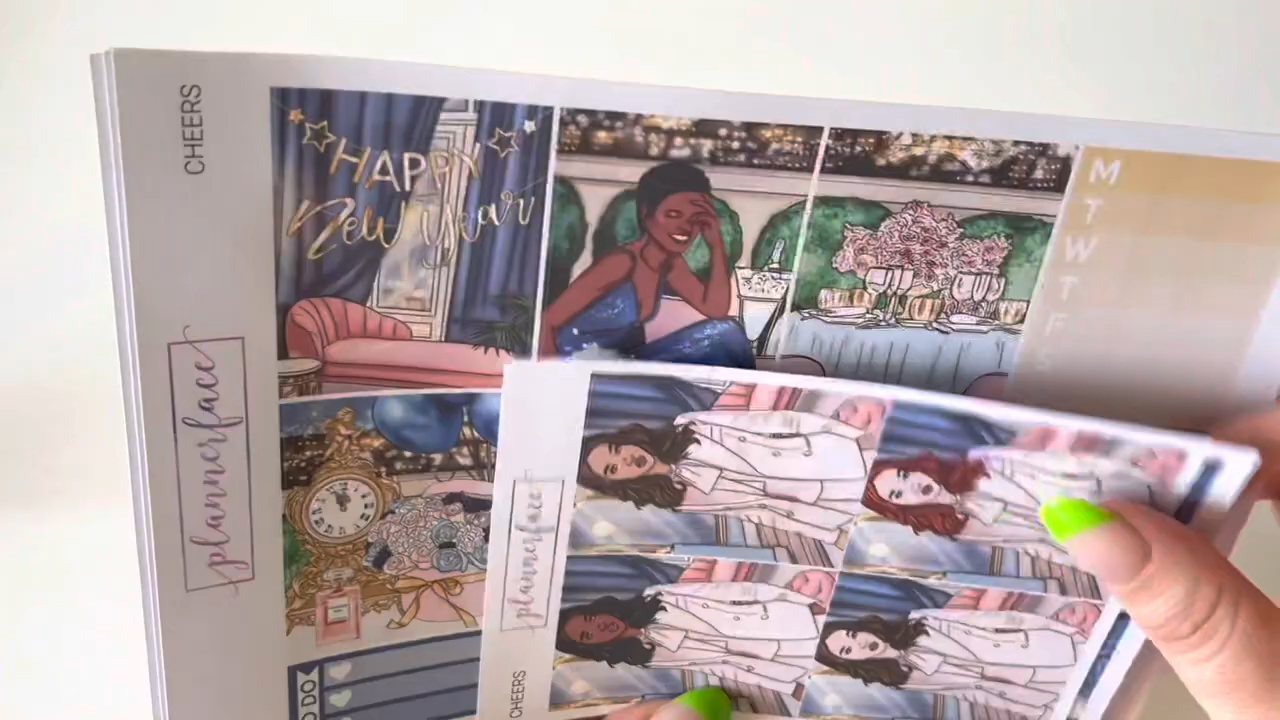 CHEERS
plannerface
HAPPY
New Year
M
T
W
T
F
S
plannerface
CHEERS
O DO